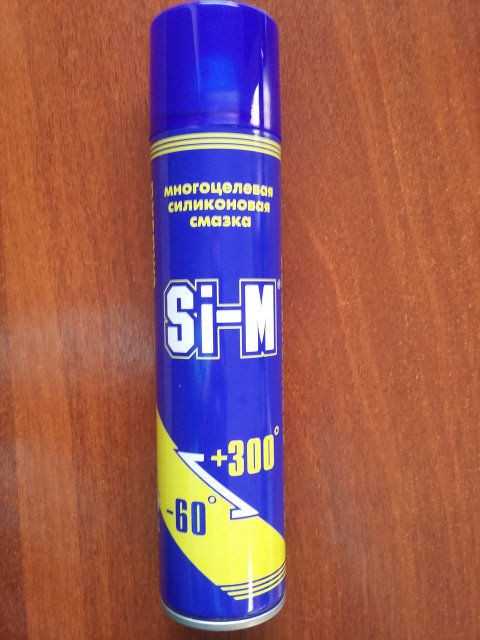 многоцелевая
силиконовая
смазка
Si-M
+300°
-60°